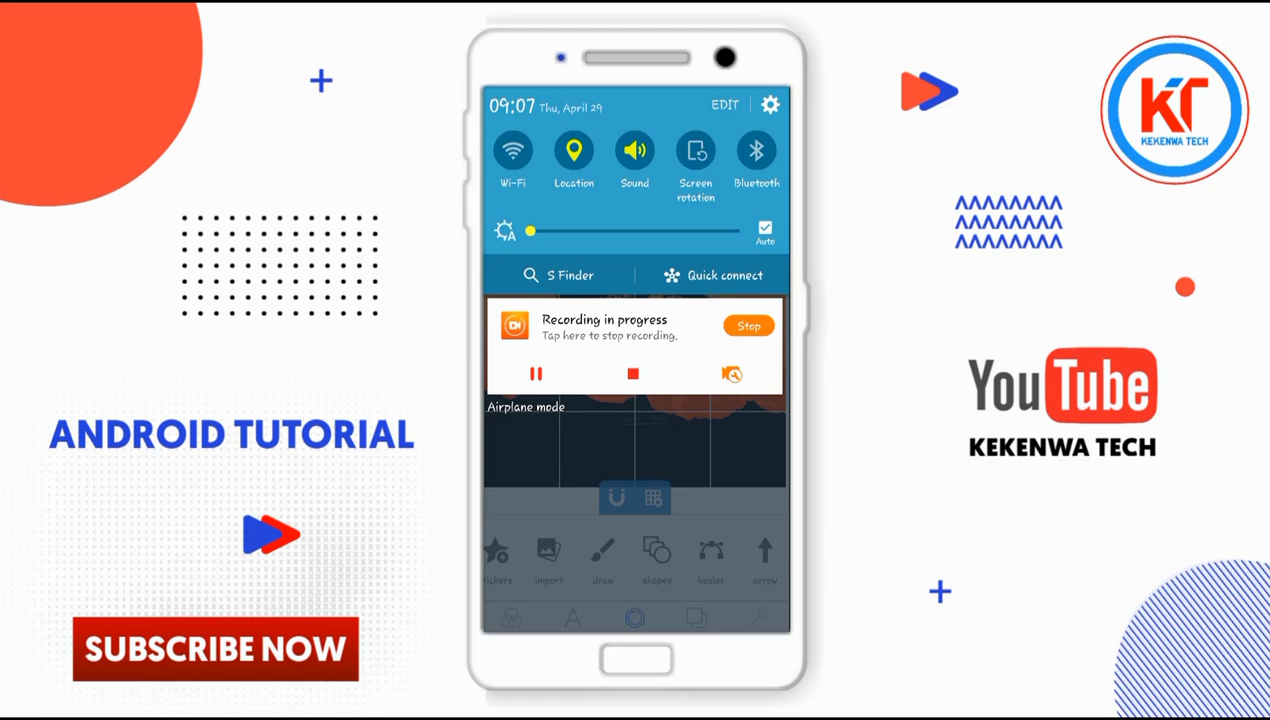 09:07 Thu, April 29
EDIT
Wi-Fi
Location
Sound
Screen
rotation
Bluetooth
A
Auto
S Finder
Quick connect
Recording in progress
Tap here to stop recording.
Stop
Airplane mode
tickers
import
draw
shapes
bezier
arrow
A
ANDROID TUTORIAL
SUBSCRIBE NOW
KT
KEKENWA TECH
YouTube
KEKENWA TECH